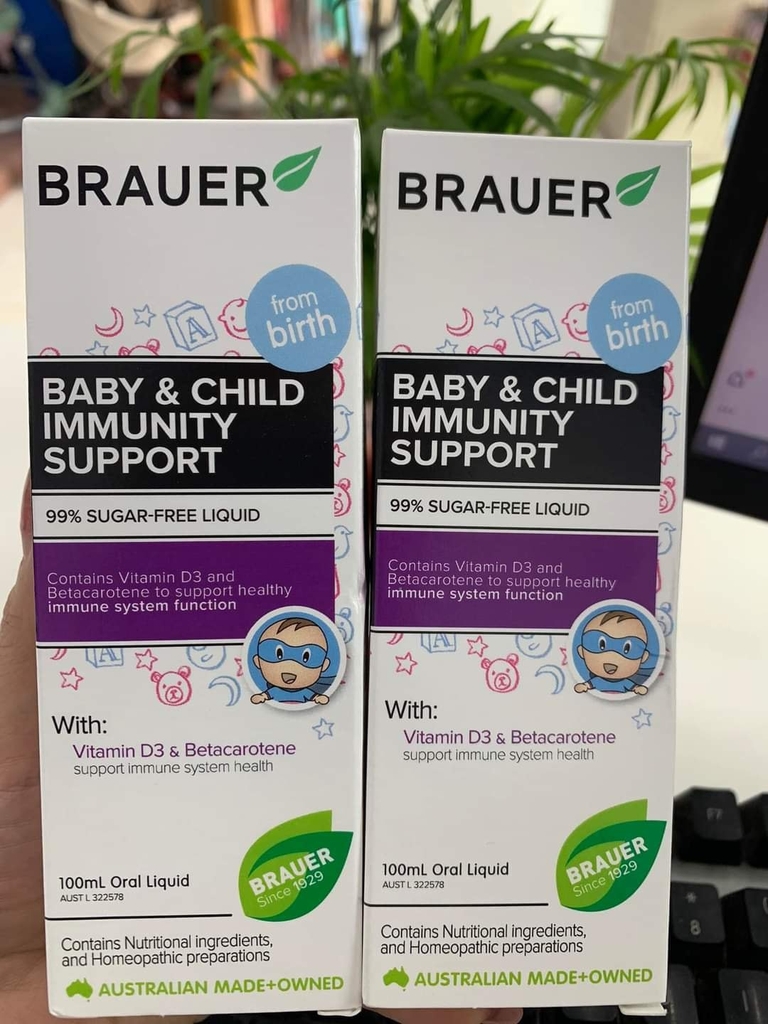 BRAUER
from
birth
A
BABY & CHILD
IMMUNITY
SUPPORT
99% SUGAR-FREE LIQUID
Contains Vitamin D3 and
Betacarotene to support healthy
immune system function
A
With:
Vitamin D3 & Betacarotene
support immune system health
100mL Oral Liquid
AUST L 322578
BRAUER
Since 1929
Contains Nutritional ingredients,
and Homeopathic preparations
AUSTRALIAN MADE+OWNED
BRAUER
from
birth
A
BABY & CHILD
IMMUNITY
SUPPORT
99% SUGAR-FREE LIQUID
Contains Vitamin D3 and
Betacarotene to support healthy
immune system function
A
With:
Vitamin D3 & Betacarotene
support immune system health
100mL Oral Liquid
AUST L 322578
BRAUER
Since 1929
Contains Nutritional ingredients,
and Homeopathic preparations
AUSTRALIAN MADE+OWNED
F7
*
8